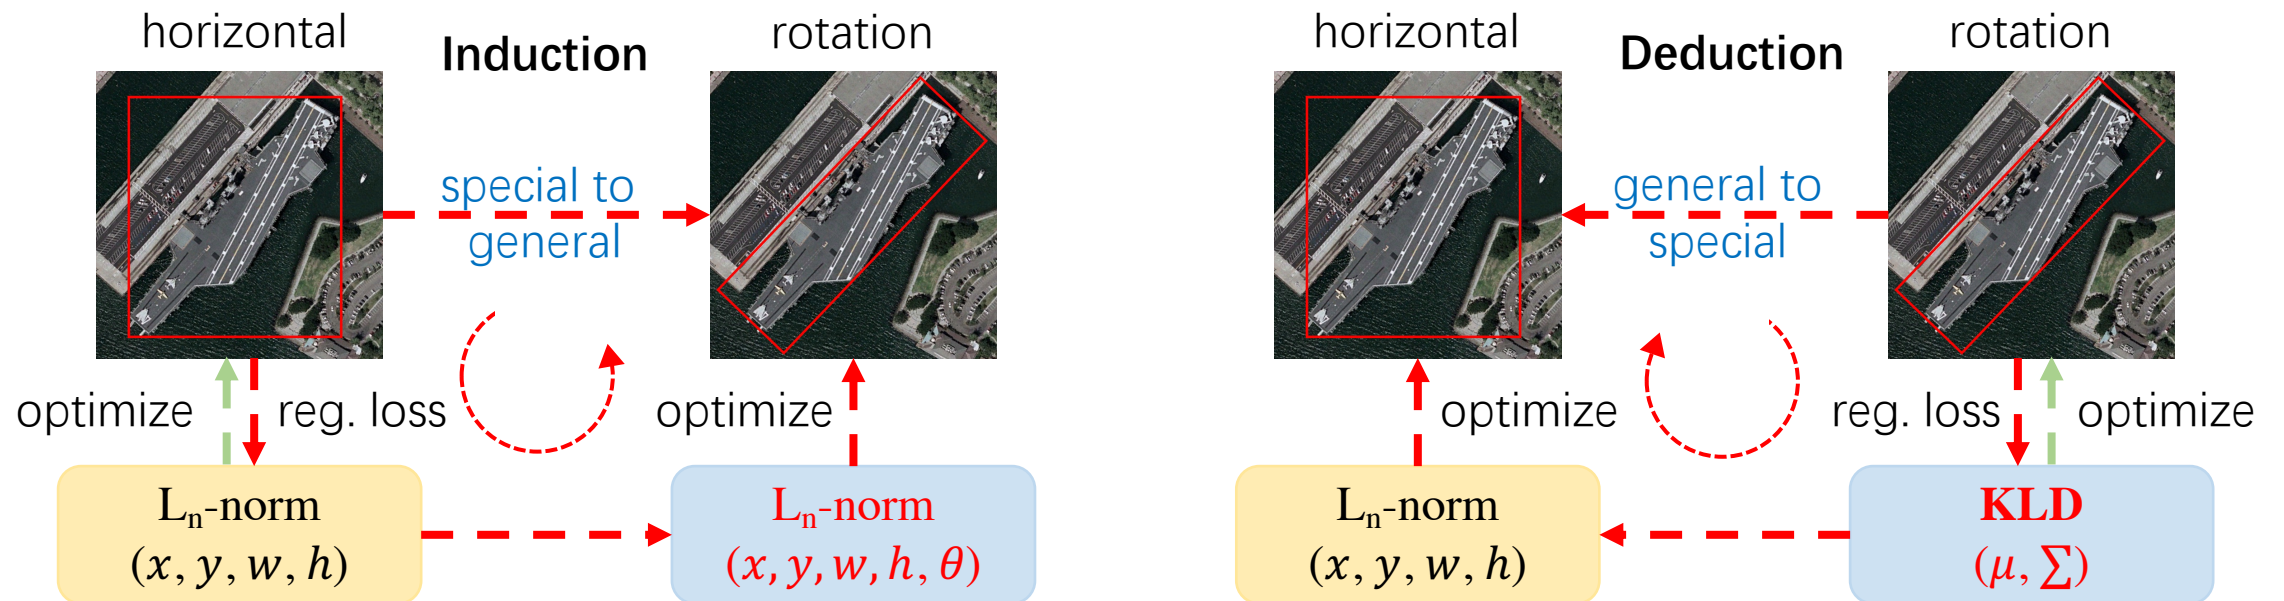 horizontal
Induction
rotation
special to
general
optimize
reg. loss
optimize
Lₙ-norm
(x, y, w, h)
Lₙ-norm
(x, y, w, h, θ)
horizontal
Deduction
rotation
general to
special
optimize
reg. loss
optimize
Lₙ-norm
(x, y, w, h)
KLD
(μ, Σ)